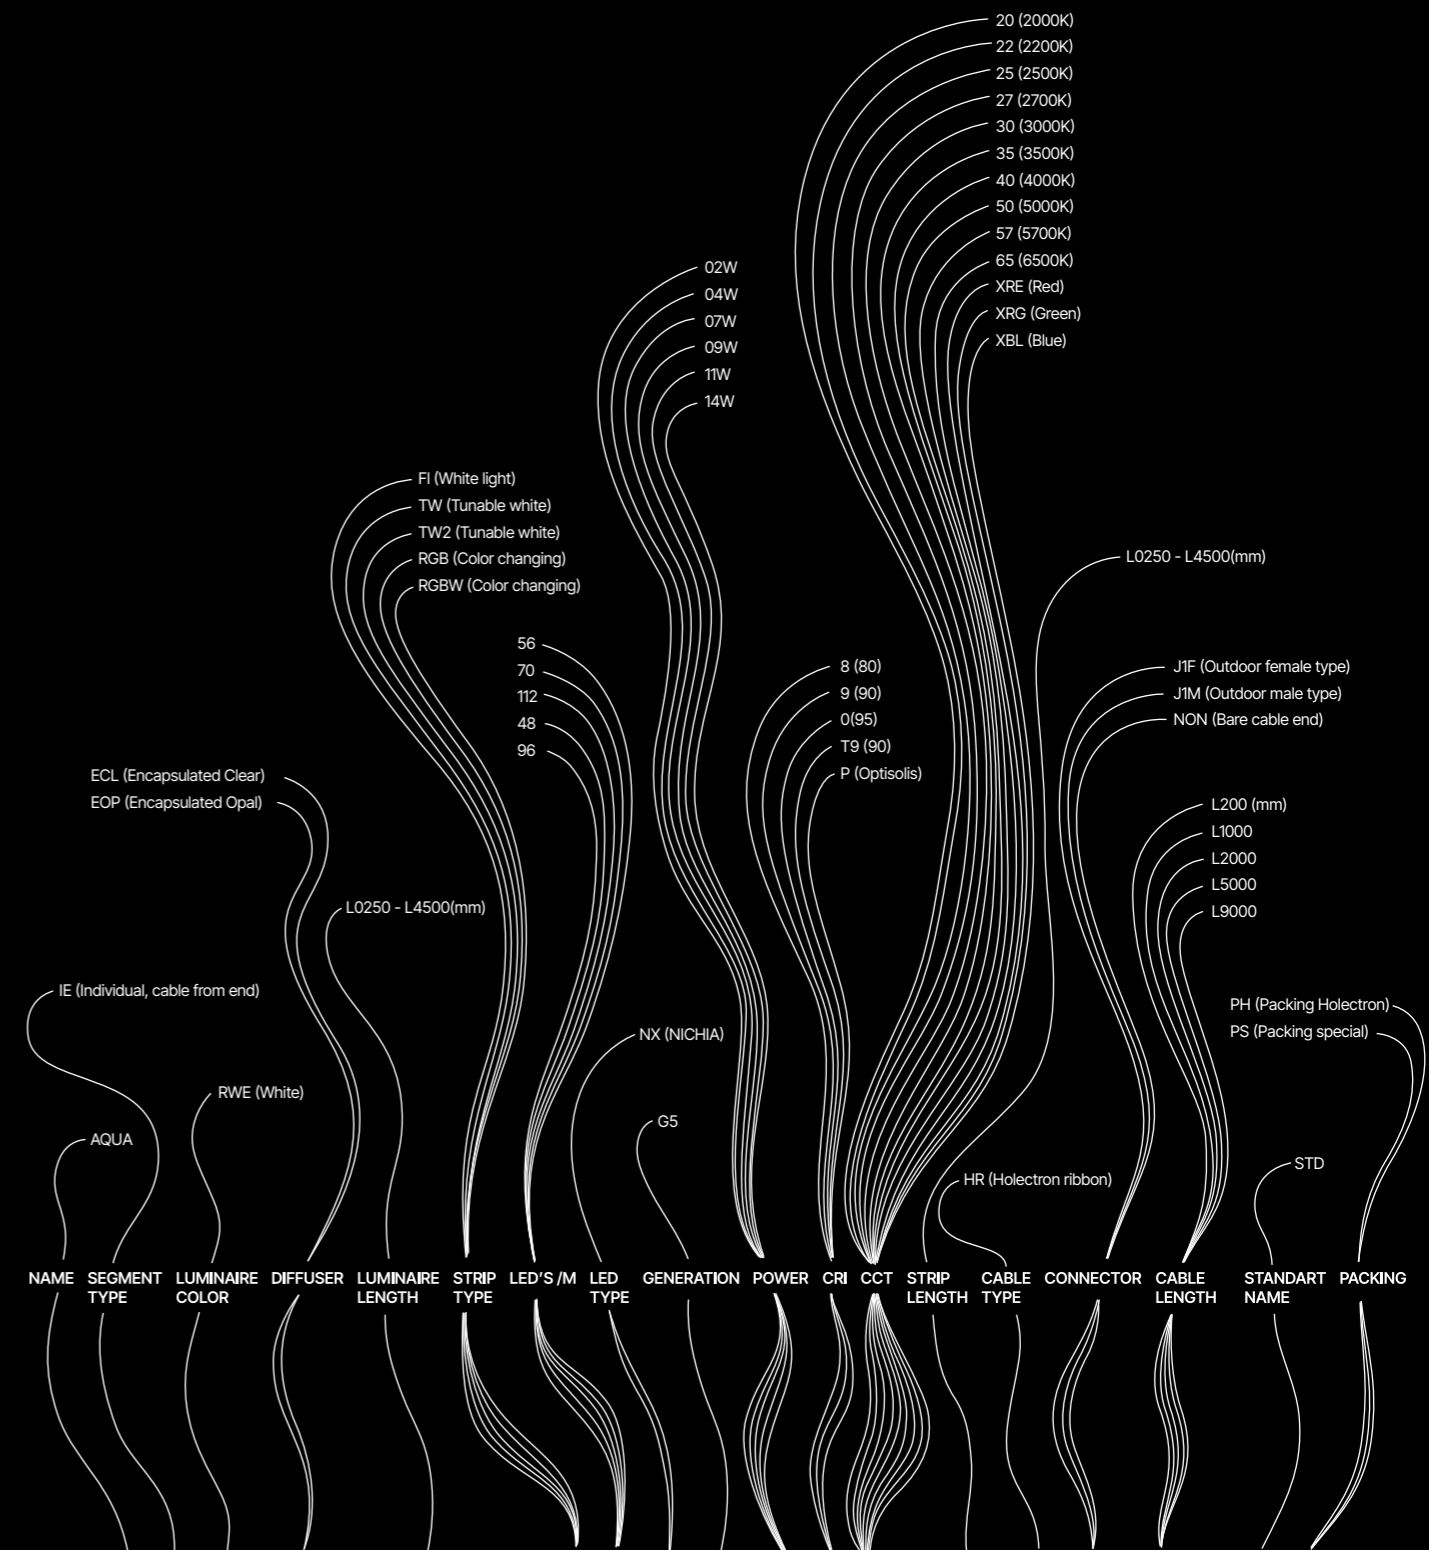 20 (2000K)
22 (2200K)
25 (2500K)
27 (2700K)
30 (3000K)
35 (3500K)
40 (4000K)
50 (5000K)
57 (5700K)
65 (6500K)
XRE (Red)
XRG (Green)
XBL (Blue)
02W
04W
07W
09W
11W
14W
FI (White light)
TW (Tunable white)
TW2 (Tunable white)
RGB (Color changing)
RGBW (Color changing)
L0250 - L4500(mm)
56
70
112
48
96
8 (80)
9 (90)
0(95)
T9 (90)
P (Optisolis)
J1F (Outdoor female type)
J1M (Outdoor male type)
NON (Bare cable end)
ECL (Encapsulated Clear)
EOP (Encapsulated Opal)
L200 (mm)
L1000
L2000
L5000
L9000
L0250 - L4500(mm)
IE (Individual, cable from end)
PH (Packing Holectron)
PS (Packing special)
NX (NICHIA)
RWE (White)
G5
AQUA
STD
HR (Holectron ribbon)
NAME
SEGMENT
TYPE
LUMINAIRE
COLOR
DIFFUSER
LUMINAIRE
LENGTH
STRIP
TYPE
LED'S /M
LED
TYPE
GENERATION
POWER
CRI
CCT
STRIP
LENGTH
CABLE
TYPE
CONNECTOR
CABLE
LENGTH
STANDART
NAME
PACKING